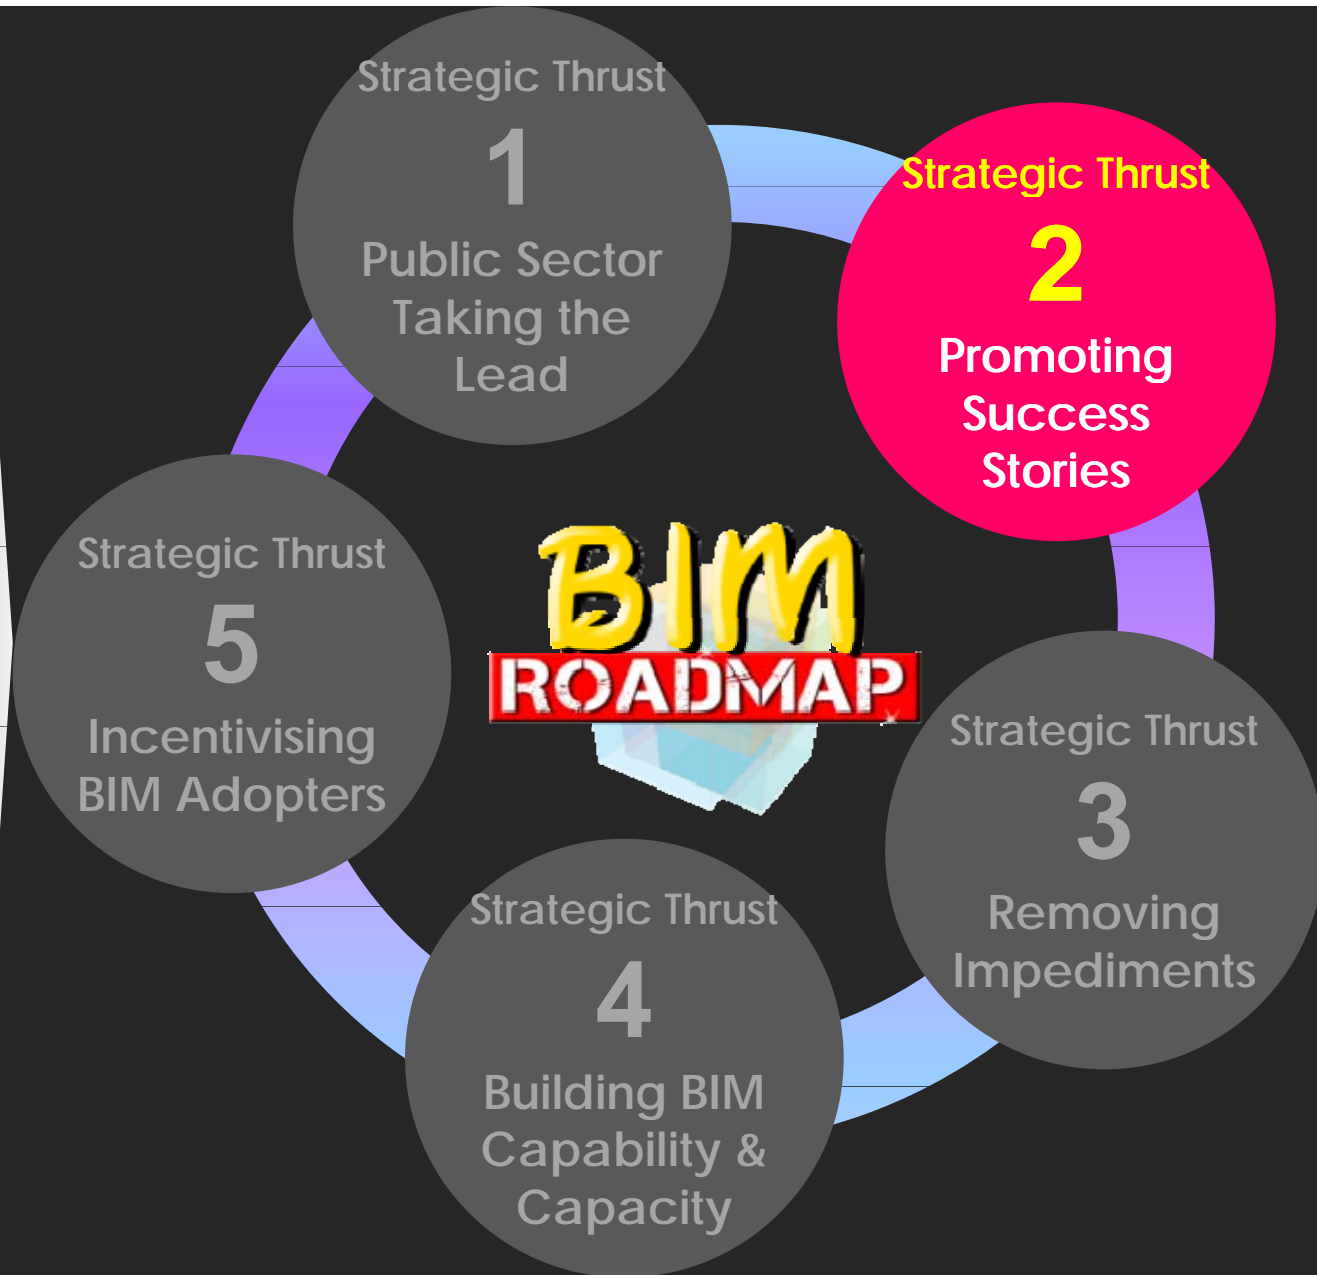 Strategic Thrust
1
Public Sector
Taking the
Lead
Strategic Thrust
2
Promoting
Success
Stories
Strategic Thrust
3
Removing
Impediments
Strategic Thrust
4
Building BIM
Capability &
Capacity
Strategic Thrust
5
Incentivising
BIM Adopters
BIM
ROADMAP